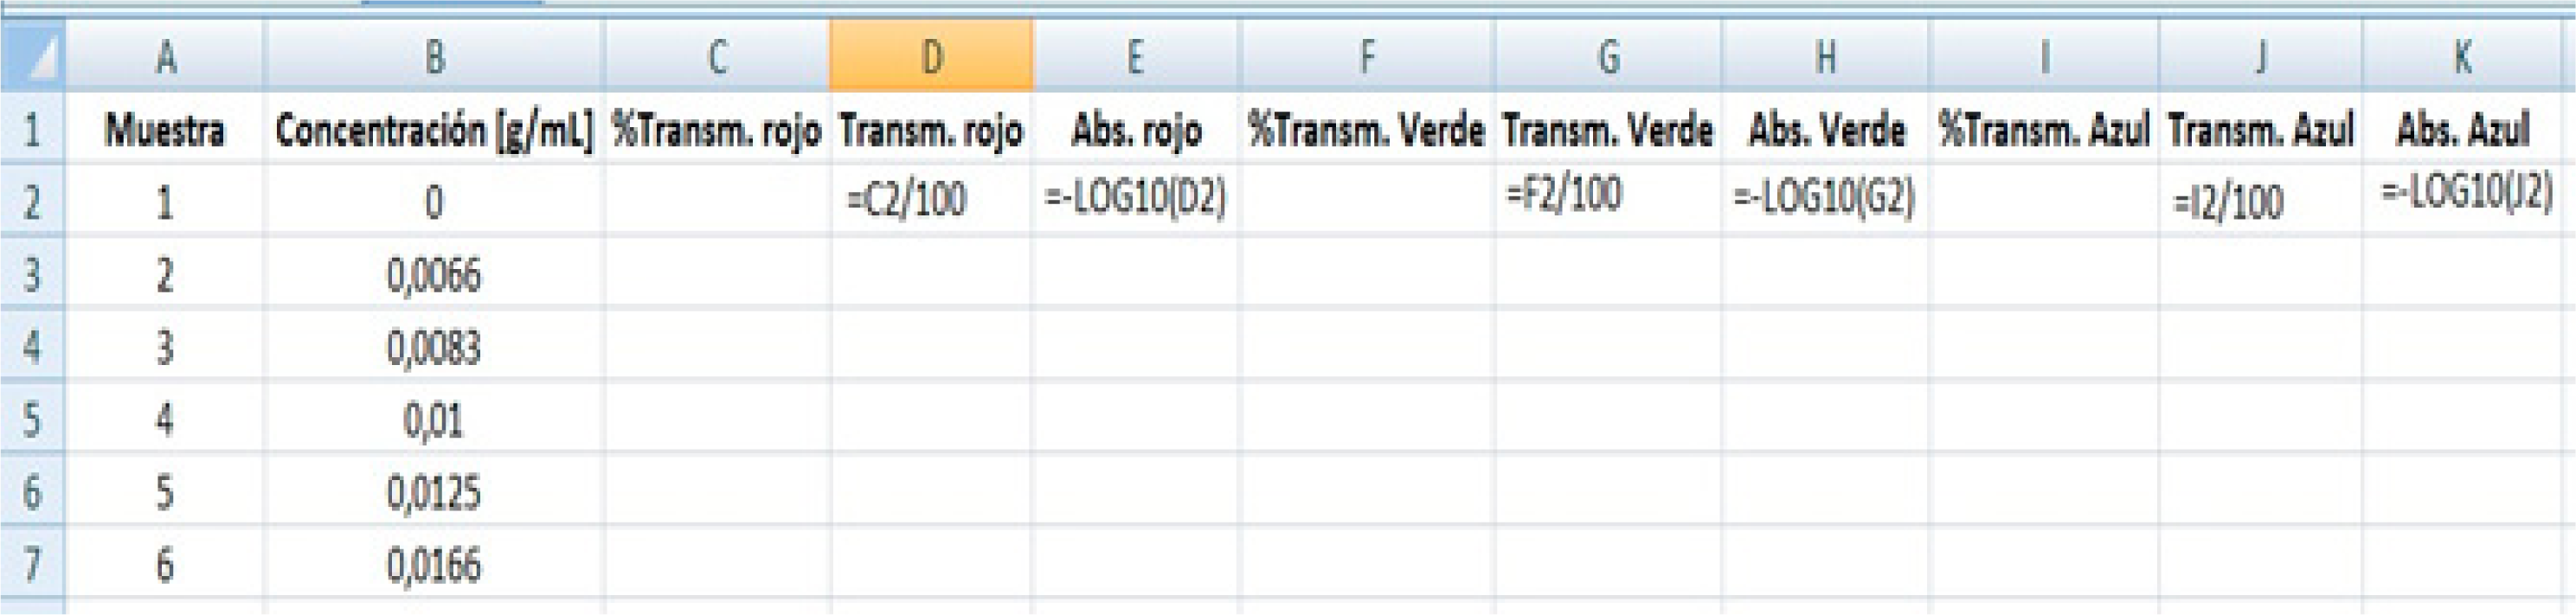 A B C D E F G H I J K
1 Muestra Concentración [g/mL] %Transm. rojo Transm. rojo Abs. rojo %Transm. Verde Transm. Verde Abs. Verde %Transm. Azul Transm. Azul Abs. Azul
2 1 0 =C2/100 =-LOG10(D2) =F2/100 =-LOG10(G2) =I2/100 =-LOG10(J2)
3 2 0,0066
4 3 0,0083
5 4 0,01
6 5 0,0125
7 6 0,0166